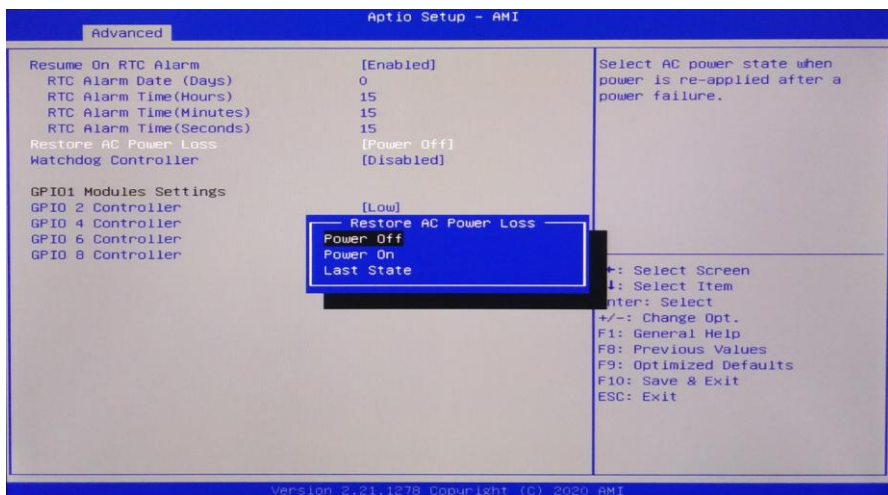 Aptio Setup - AMI
Advanced
Resume On RTC Alarm [Enabled]
RTC Alarm Date (Days) 0
RTC Alarm Time(Hours) 15
RTC Alarm Time(Minutes) 15
RTC Alarm Time(Seconds) 15
Restore AC Power Loss [Power Off]
Watchdog Controller [Disabled]
GPIO1 Modules Settings
GPIO 2 Controller [Low]
GPIO 4 Controller
GPIO 6 Controller
GPIO 8 Controller
Restore AC Power Loss
Power Off
Power On
Last State
Select AC power state when
power is re-applied after a
power failure.
: Select Screen
: Select Item
nter: Select
+/-: Change Opt.
F1: General Help
F8: Previous Values
F9: Optimized Defaults
F10: Save & Exit
ESC: Exit
Version 2.21.1278 Copyright (C) 2020 AMI